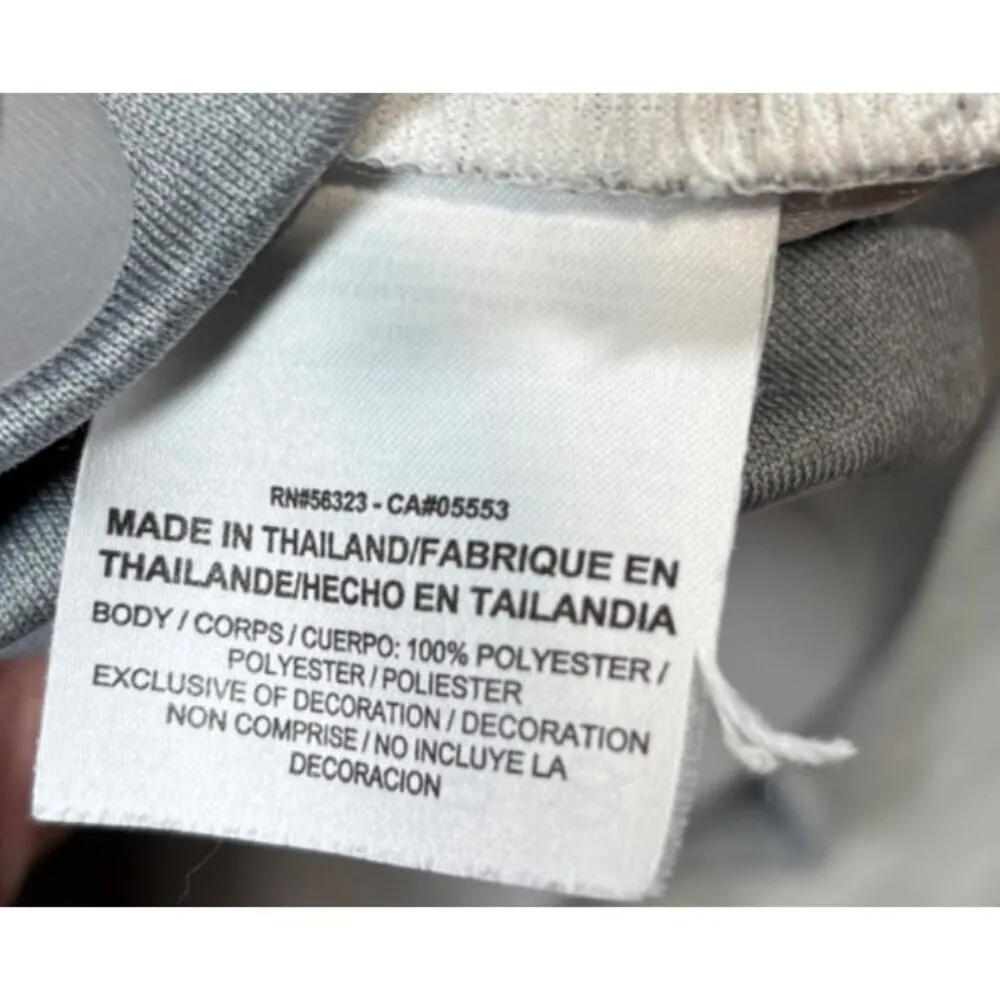 RN#56323 - CA#05553
MADE IN THAILAND/FABRIQUE EN
THAILANDE/HECHO EN TAILANDIA
BODY / CORPS / CUERPO: 100% POLYESTER /
POLYESTER / POLIESTER
EXCLUSIVE OF DECORATION / DECORATION
NON COMPRISE / NO INCLUYE LA
DECORACION